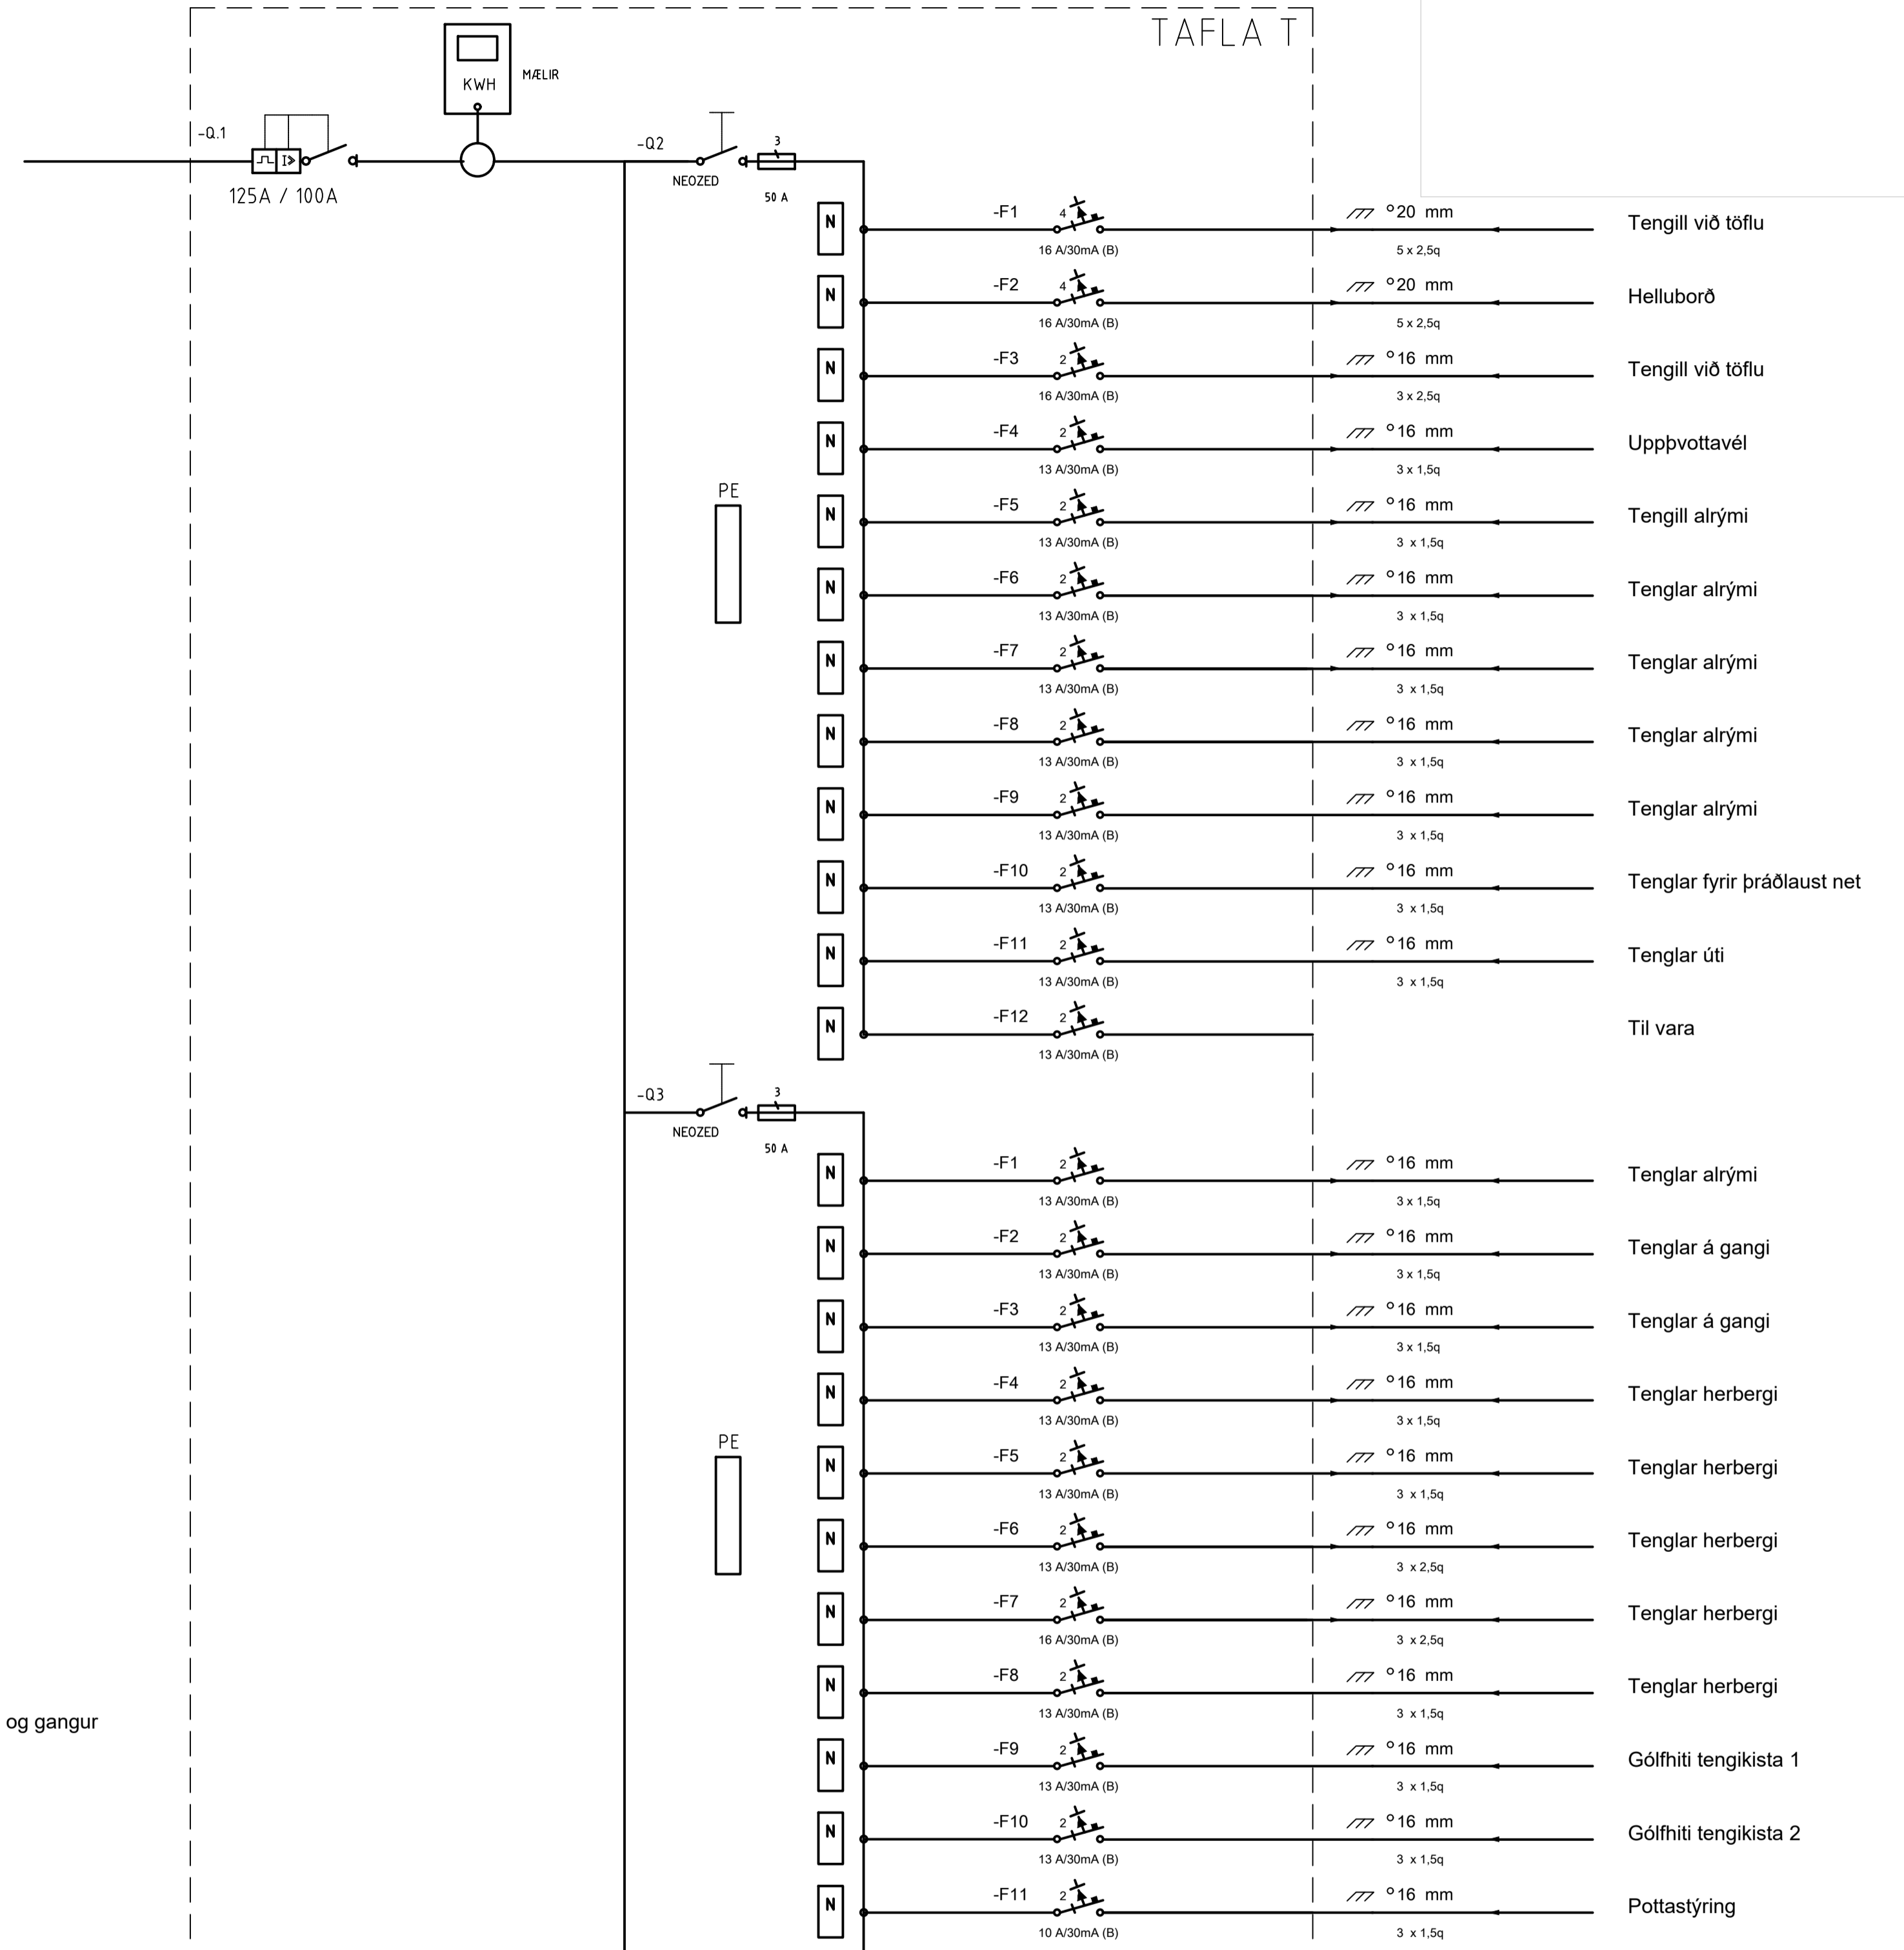 TAFLA T
KWH
MÆLIR
-Q.1
125A / 100A
-Q2
NEOZED
3
50 A
N
-F1
4
16 A/30mA (B)
°20 mm
5 x 2,5q
Tengill við töflu
N
-F2
4
16 A/30mA (B)
°20 mm
5 x 2,5q
Helluborð
N
-F3
2
16 A/30mA (B)
°16 mm
3 x 2,5q
Tengill við töflu
N
-F4
2
13 A/30mA (B)
°16 mm
3 x 1,5q
Uppþvottavél
PE
N
-F5
2
13 A/30mA (B)
°16 mm
3 x 1,5q
Tengill alrými
N
-F6
2
13 A/30mA (B)
°16 mm
3 x 1,5q
Tenglar alrými
N
-F7
2
13 A/30mA (B)
°16 mm
3 x 1,5q
Tenglar alrými
N
-F8
2
13 A/30mA (B)
°16 mm
3 x 1,5q
Tenglar alrými
N
-F9
2
13 A/30mA (B)
°16 mm
3 x 1,5q
Tenglar alrými
N
-F10
2
13 A/30mA (B)
°16 mm
3 x 1,5q
Tenglar fyrir þráðlaust net
N
-F11
2
13 A/30mA (B)
°16 mm
3 x 1,5q
Tenglar úti
N
-F12
2
13 A/30mA (B)
Til vara
-Q3
NEOZED
3
50 A
N
-F1
2
13 A/30mA (B)
°16 mm
3 x 1,5q
Tenglar alrými
N
-F2
2
13 A/30mA (B)
°16 mm
3 x 1,5q
Tenglar á gangi
N
-F3
2
13 A/30mA (B)
°16 mm
3 x 1,5q
Tenglar á gangi
N
-F4
2
13 A/30mA (B)
°16 mm
3 x 1,5q
Tenglar herbergi
PE
N
-F5
2
13 A/30mA (B)
°16 mm
3 x 1,5q
Tenglar herbergi
N
-F6
2
13 A/30mA (B)
°16 mm
3 x 2,5q
Tenglar herbergi
N
-F7
2
16 A/30mA (B)
°16 mm
3 x 2,5q
Tenglar herbergi
N
-F8
2
13 A/30mA (B)
°16 mm
3 x 1,5q
Tenglar herbergi
og gangur
N
-F9
2
13 A/30mA (B)
°16 mm
3 x 1,5q
Gólfhiti tengikista 1
N
-F10
2
13 A/30mA (B)
°16 mm
3 x 1,5q
Gólfhiti tengikista 2
N
-F11
2
10 A/30mA (B)
°16 mm
3 x 1,5q
Pottastýring